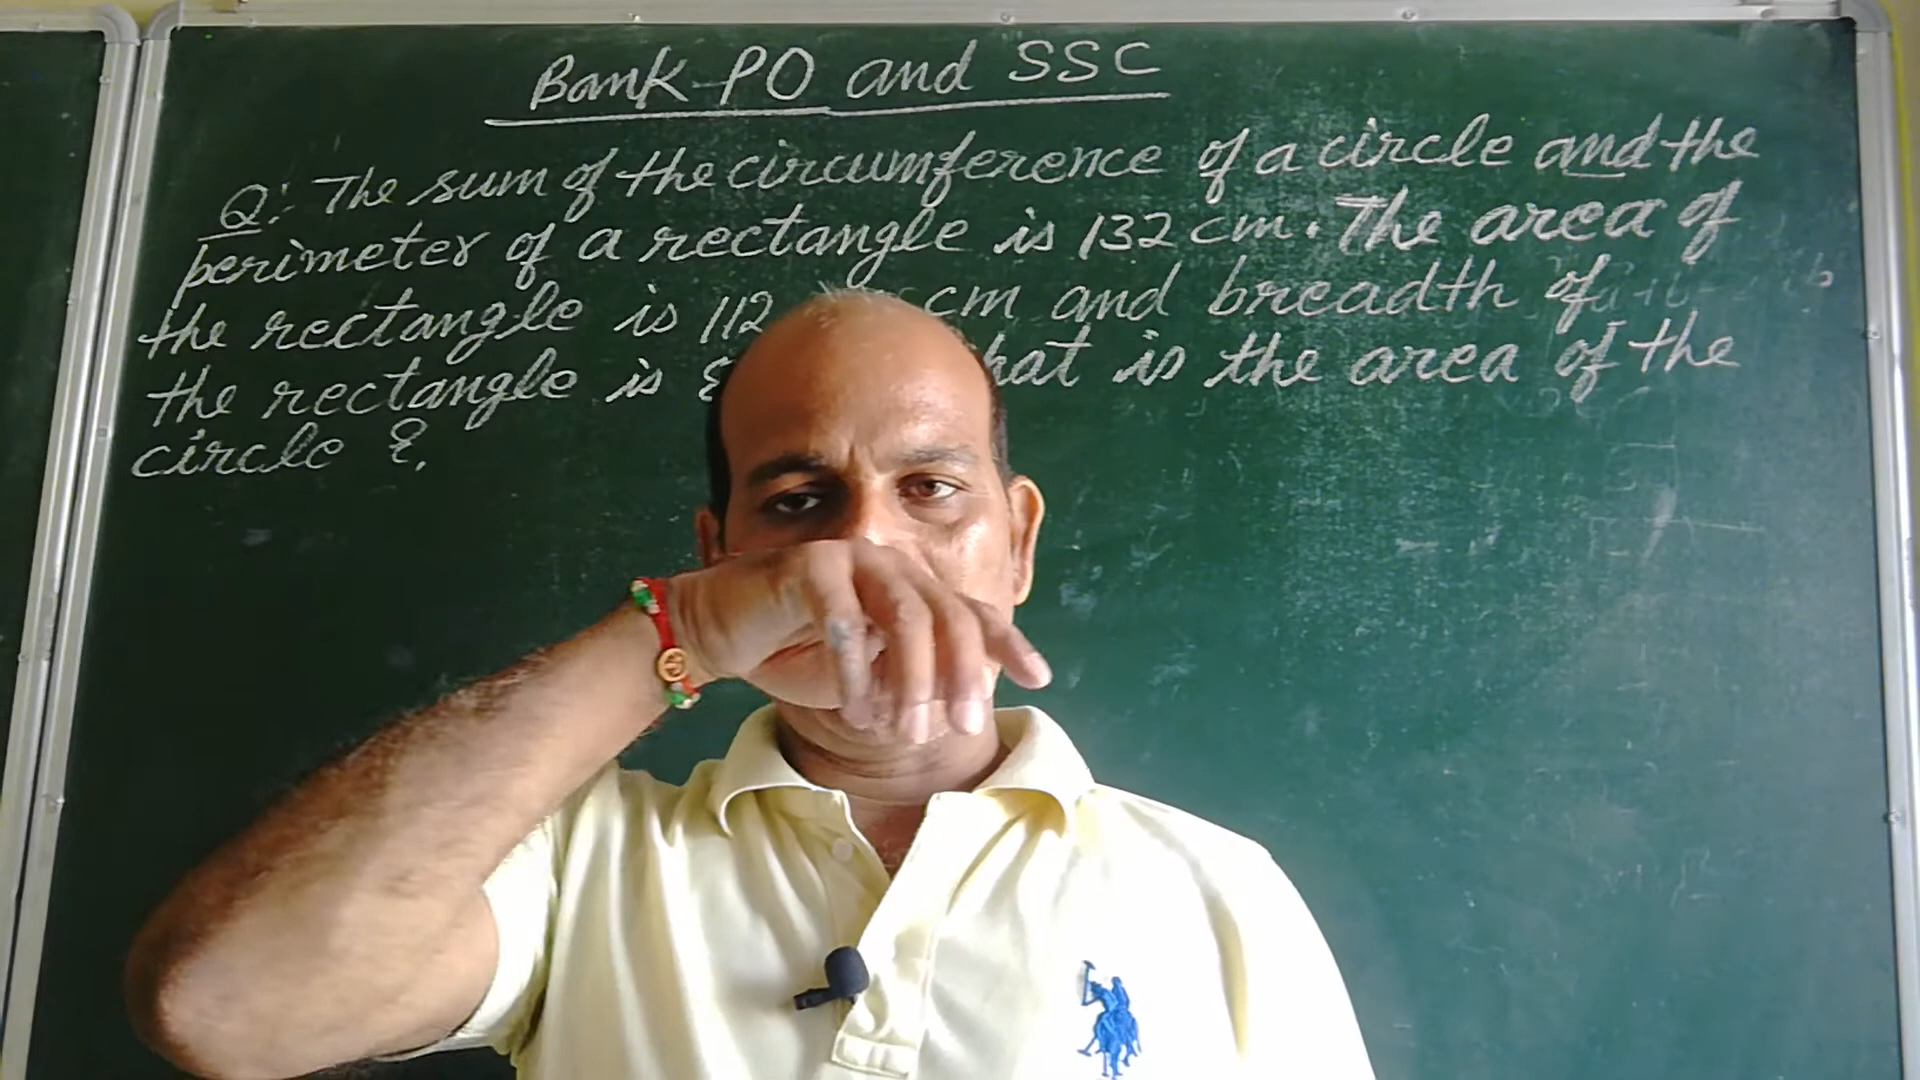 Bank PO and SSC
Q: The sum of the circumference of a circle and the
perimeter of a rectangle is 132 cm. The area of
the rectangle is 112 cm and breadth of
the rectangle is is the area of the
circle ?